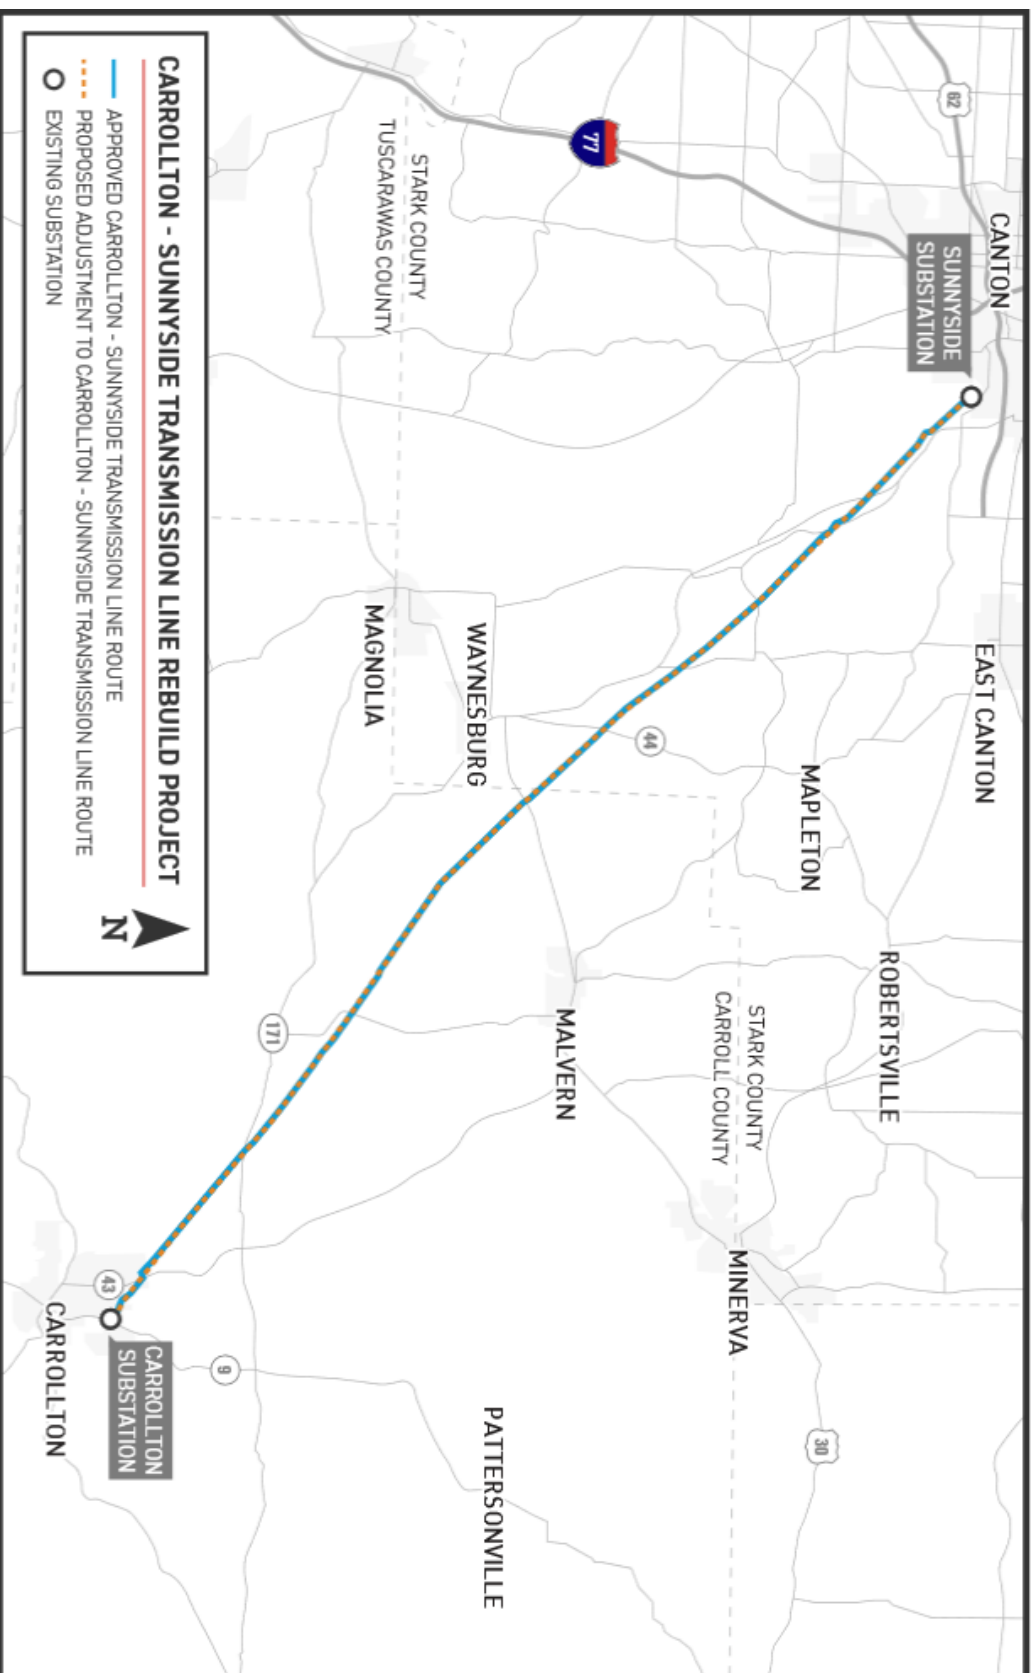 62
CANTON
SUNNYSIDE
SUBSTATION
EAST CANTON
77
MAPLETON
ROBERTSVILLE
44
STARK COUNTY
CARROLL COUNTY
30
MINERVA
STARK COUNTY
TUSCARAWAS COUNTY
WAYNESBURG
MAGNOLIA
MALVERN
PATTERSONVILLE
171
9
43
CARROLLTON
SUBSTATION
CARROLLTON
CARROLLTON - SUNNYSIDE TRANSMISSION LINE REBUILD PROJECT
APPROVED CARROLLTON - SUNNYSIDE TRANSMISSION LINE ROUTE
PROPOSED ADJUSTMENT TO CARROLLTON - SUNNYSIDE TRANSMISSION LINE ROUTE
EXISTING SUBSTATION
N